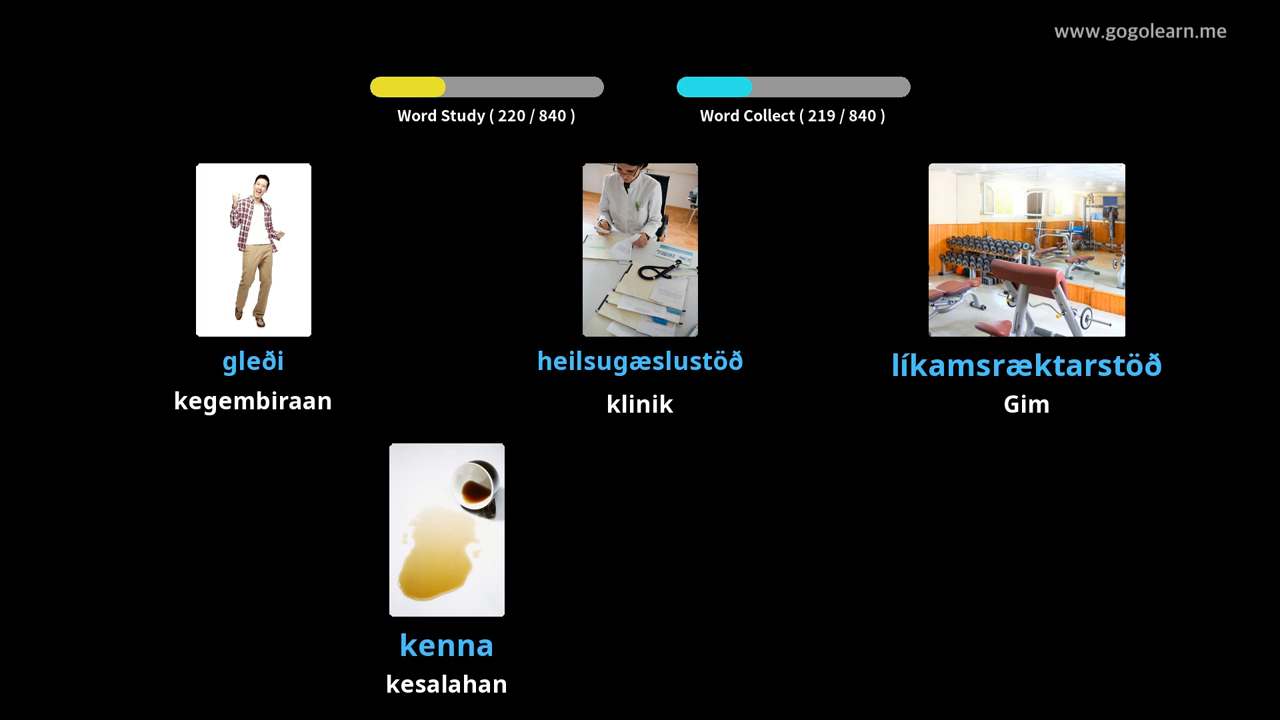 www.gogolearn.me
Word Study ( 220 / 840 )
Word Collect ( 219 / 840 )
gleði
heilsugæslustöð
líkamsræktarstöð
kegembiraan
klinik
Gim
kenna
kesalahan